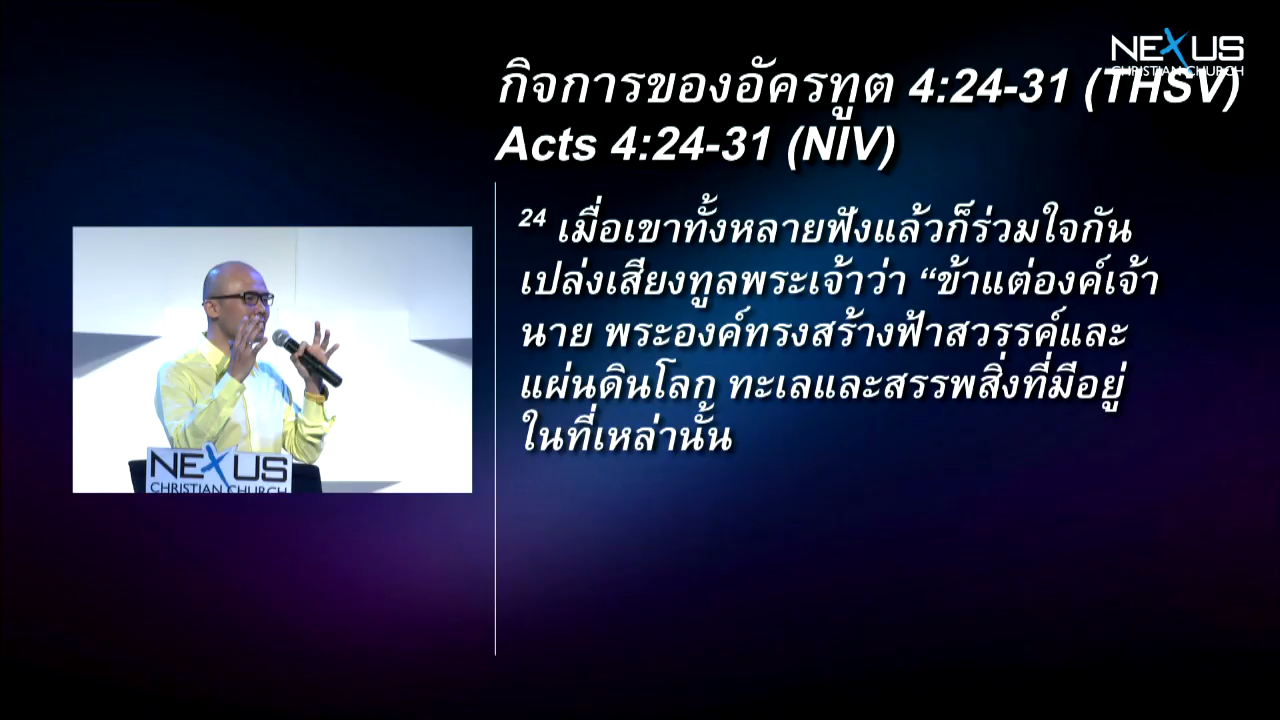 NEXUS
CHRISTIAN CHURCH
กิจการของอัครทูต 4:24-31 (THSV)
Acts 4:24-31 (NIV)
24 เมื่อเขาทั้งหลายฟังแล้วก็ร่วมใจกัน
เปล่งเสียงทูลพระเจ้าว่า “ข้าแต่องค์เจ้า
นาย พระองค์ทรงสร้างฟ้าสวรรค์และ
แผ่นดินโลก ทะเลและสรรพสิ่งที่มีอยู่
ในที่เหล่านั้น
NEXUS
CHRISTIAN CHURCH